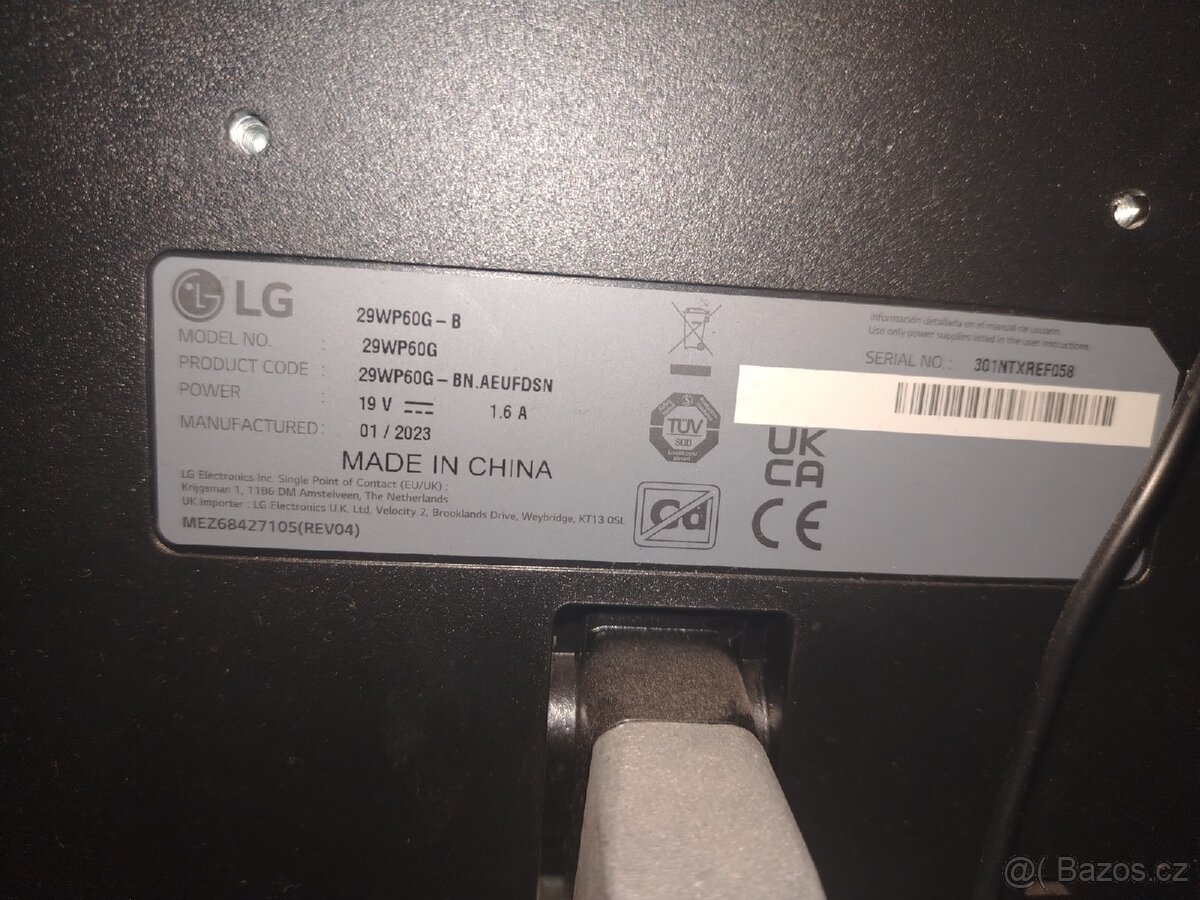 LG
29WP60G-B
MODEL NO. : 29WP60G
PRODUCT CODE : 29WP60G-BN.AEUFDSN
POWER : 19 V 1.6 A
MANUFACTURED : 01 / 2023
MADE IN CHINA
LG Electronics Inc. Single Point of Contact (EU/UK) :
Krijgsman 1, 1186 DM Amstelveen, The Netherlands
UK Importer : LG Electronics U.K. Ltd, Velocity 2, Brooklands Drive, Weybridge, KT13 0SL
MEZ68427105(REV04)
TÜV
SÜD
Información detallada en el manual de usuario.
Use only power supplies listed in the user instructions.
SERIAL NO. : 301NTXREF058
UK
CA
CE
@( Bazos.cz